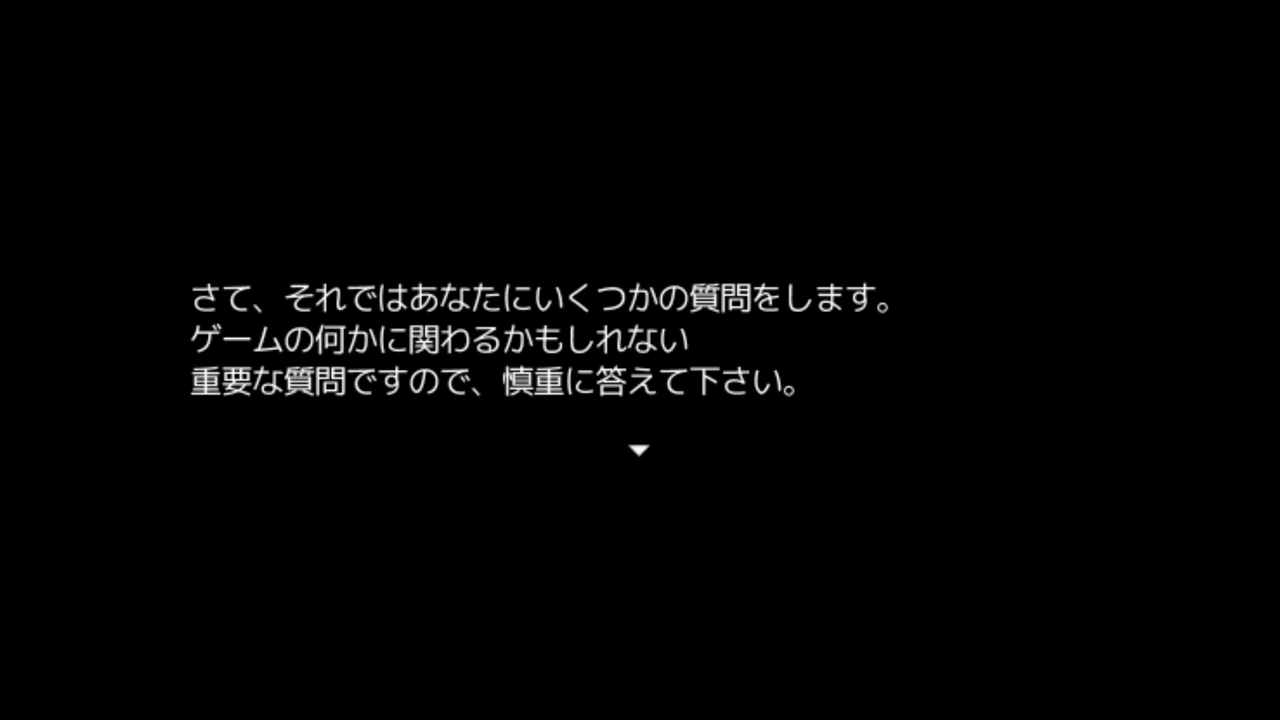 さて、それではあなたにいくつかの質問をします。
ゲームの何かに関わるかもしれない
重要な質問ですので、慎重に答えて下さい。